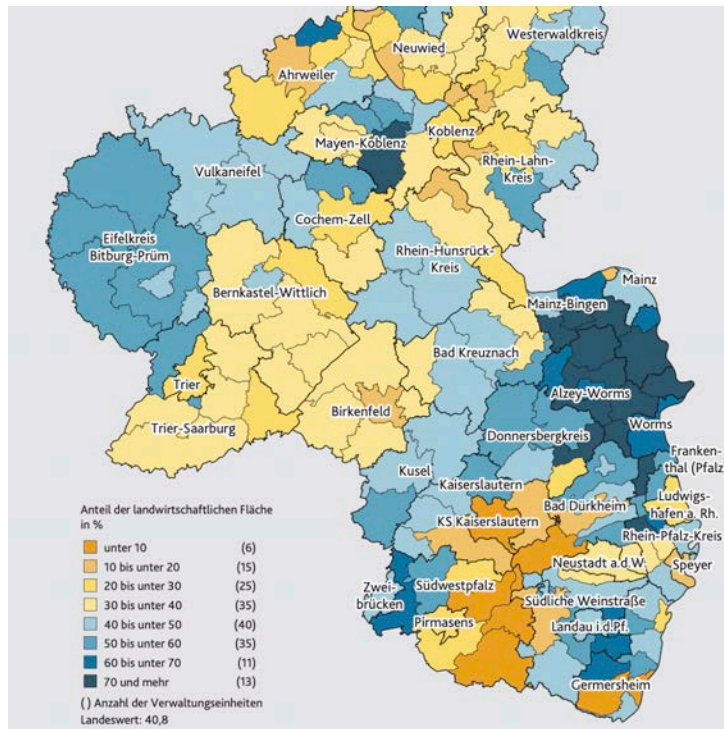 Westerwaldkreis
Neuwied
Ahrweiler
Mayen-Koblenz
Koblenz
Rhein-Lahn-
Kreis
Vulkaneifel
Cochem-Zell
Eifelkreis
Bitburg-Prüm
Rhein-Hunsrück-
Kreis
Bernkastel-Wittlich
Mainz
Mainz-Bingen
Bad Kreuznach
Trier
Alzey-Worms
Birkenfeld
Trier-Saarburg
Worms
Donnersbergkreis
Franken-
thal (Pfalz
Kusel
Kaiserslautern
Ludwigs-
hafen a. Rh.
Bad Dürkheim
KS Kaiserslautern
Rhein-Pfalz-Kreis
Neustadt a.d.W.
Speyer
Zwei-
brücken
Südwestpfalz
Südliche Weinstraße
Pirmasens
Landau i.d.Pf.
Germersheim
Anteil der landwirtschaftlichen Fläche
in %
unter 10 (6)
10 bis unter 20 (15)
20 bis unter 30 (25)
30 bis unter 40 (35)
40 bis unter 50 (40)
50 bis unter 60 (35)
60 bis unter 70 (11)
70 und mehr (13)
( ) Anzahl der Verwaltungseinheiten
Landeswert: 40,8